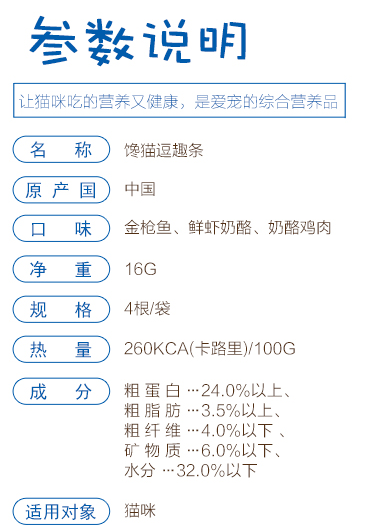 参数说明
让猫咪吃的营养又健康，是爱宠的综合营养品
名 称 馋猫逗趣条
原产国 中国
口 味 金枪鱼、鲜虾奶酪、奶酪鸡肉
净 重 16G
规 格 4根/袋
热 量 260KCA(卡路里)/100G
成 分 粗蛋白…24.0%以上、
粗脂肪…3.5%以上、
粗纤维…4.0%以下、
矿物质…6.0%以下、
水分…32.0%以下
适用对象 猫咪